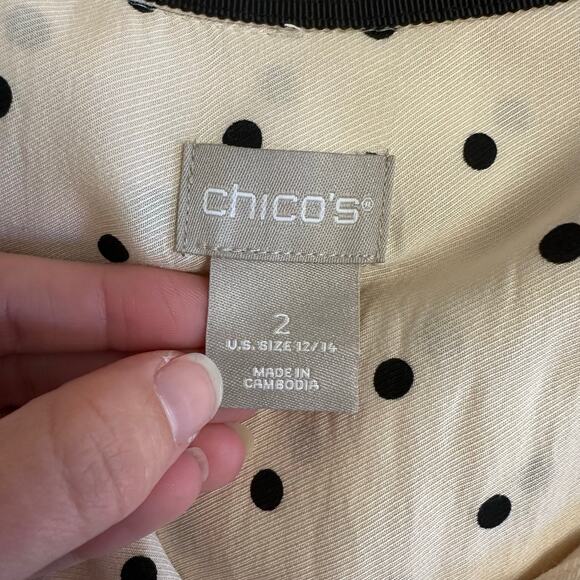 chico's®
2
U.S. SIZE 12/14
MADE IN
CAMBODIA